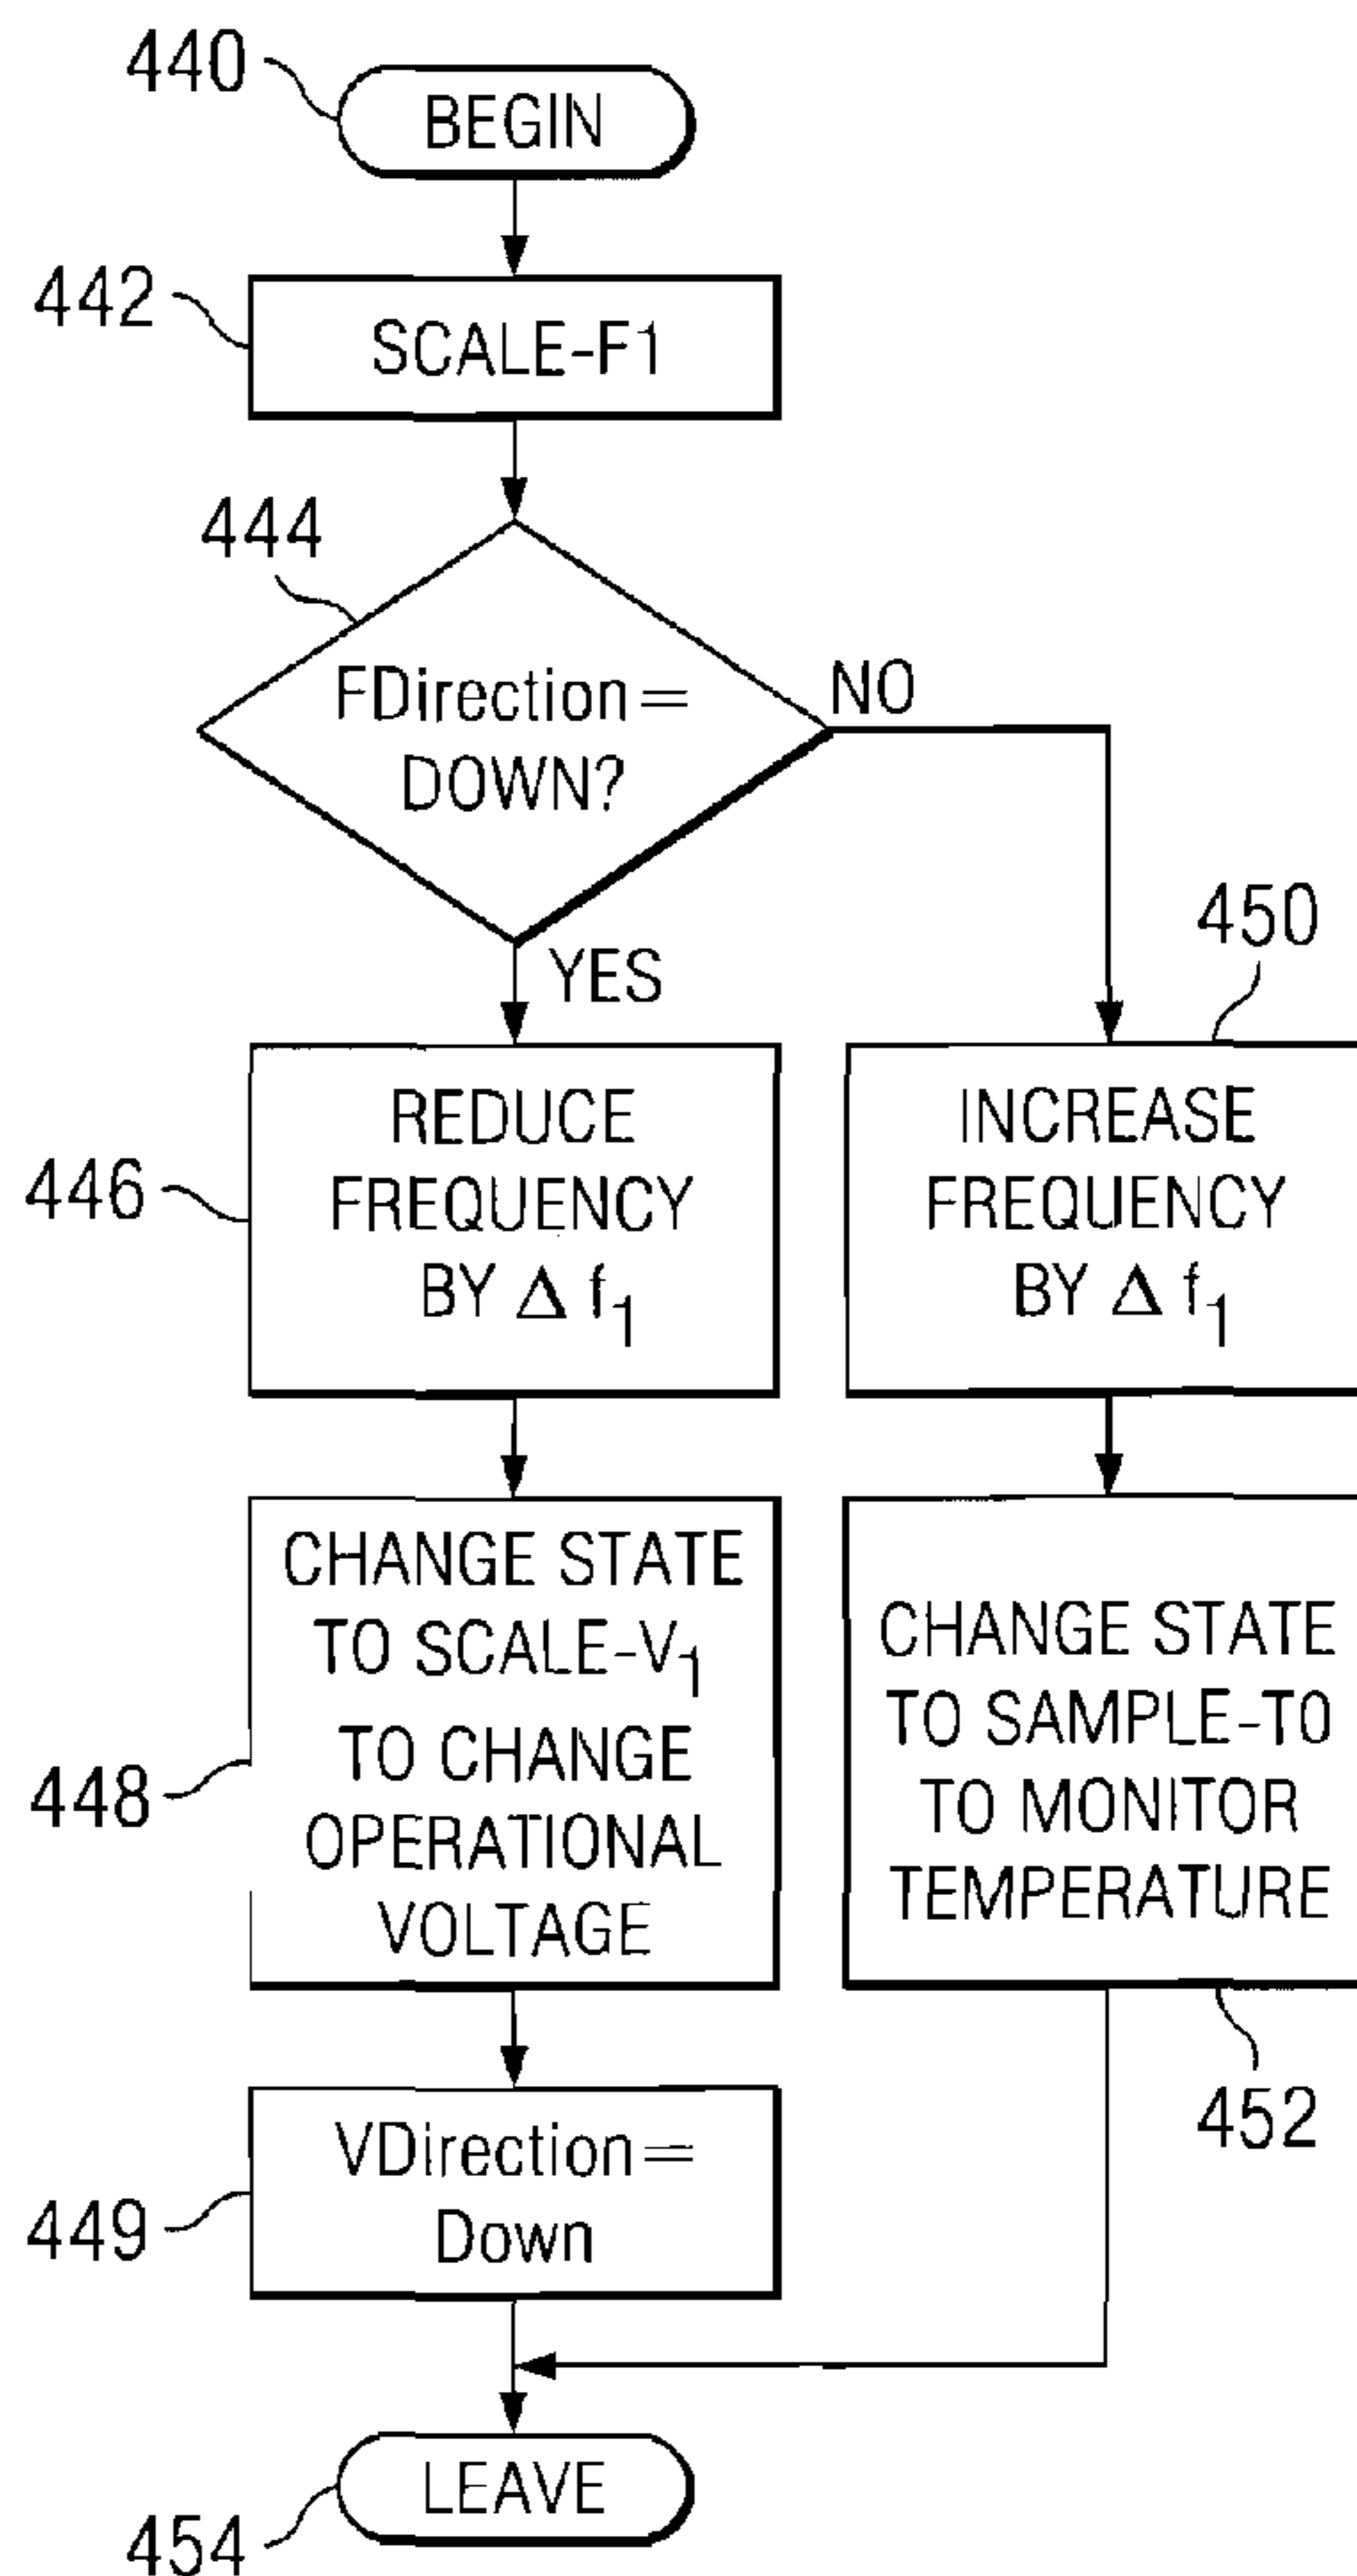 440
BEGIN
442
SCALE-F1
444
FDirection=
DOWN?
NO
YES
450
446
REDUCE
FREQUENCY
BY Δ f₁
INCREASE
FREQUENCY
BY Δ f₁
448
CHANGE STATE
TO SCALE-V₁
TO CHANGE
OPERATIONAL
VOLTAGE
CHANGE STATE
TO SAMPLE-T0
TO MONITOR
TEMPERATURE
452
449
VDirection=
Down
454
LEAVE